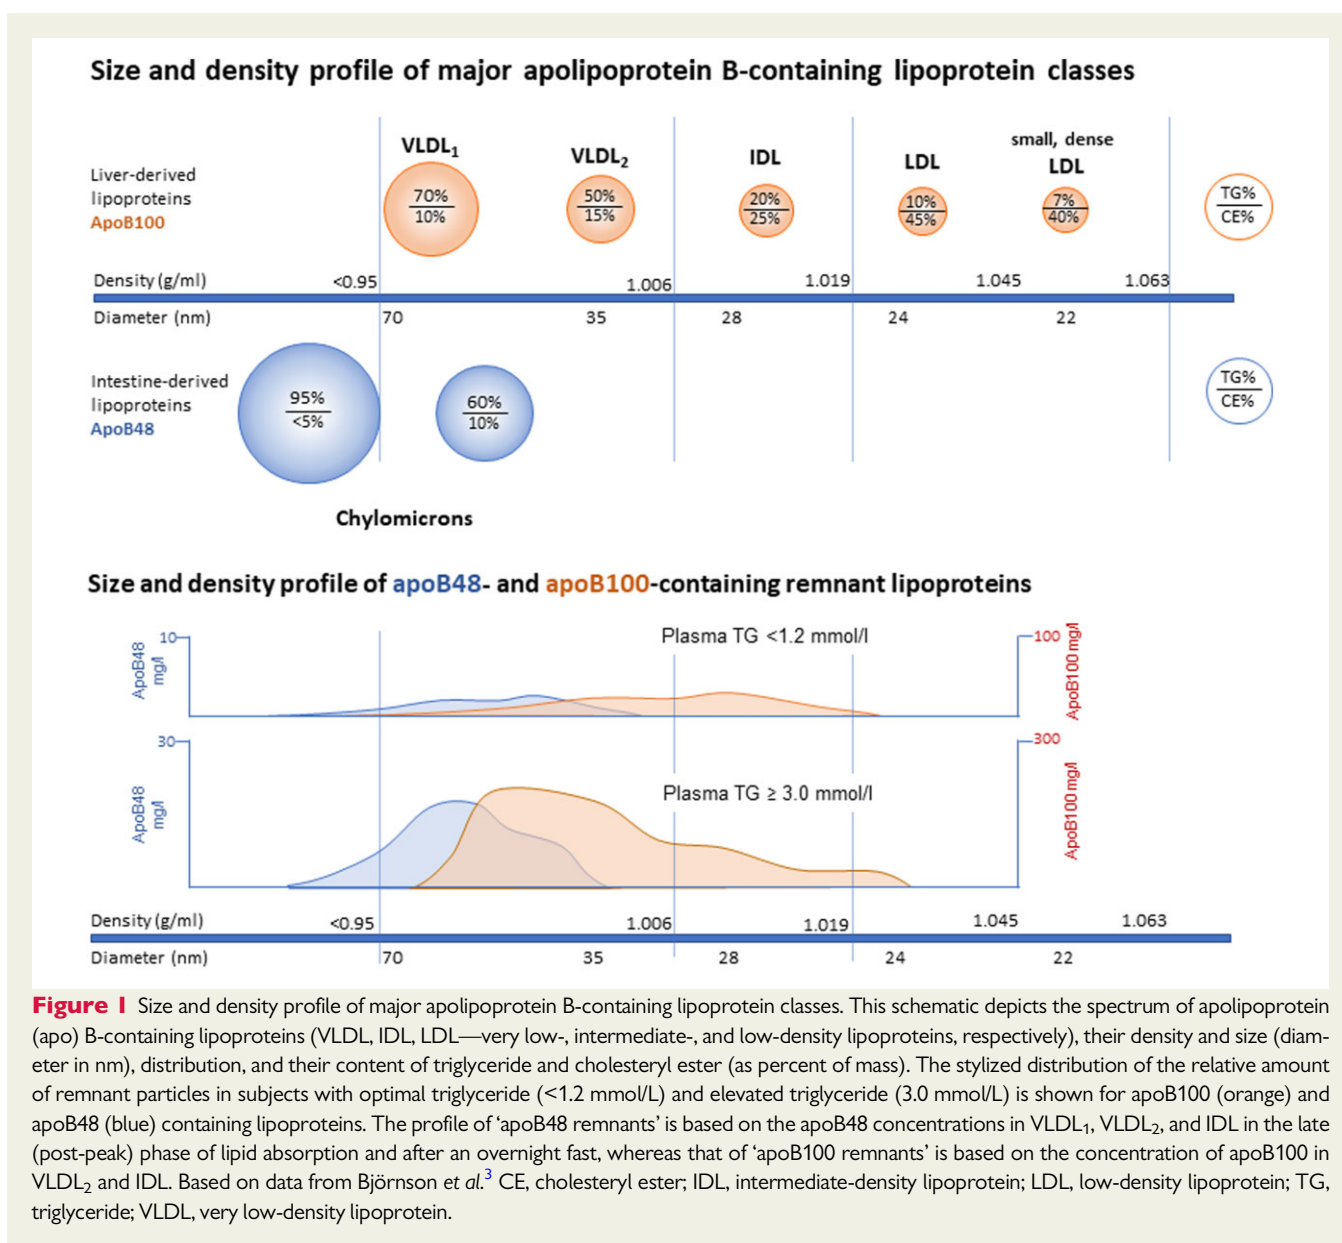 Size and density profile of major apolipoprotein B-containing lipoprotein classes
Liver-derived
lipoproteins
ApoB100
VLDL1
70%
10%
VLDL2
50%
15%
IDL
20%
25%
LDL
10%
45%
small, dense
LDL
7%
40%
TG%
CE%
Density (g/ml)
<0.95
1.006
1.019
1.045
1.063
Diameter (nm)
70
35
28
24
22
Intestine-derived
lipoproteins
ApoB48
95%
<5%
60%
10%
TG%
CE%
Chylomicrons
Size and density profile of apoB48- and apoB100-containing remnant lipoproteins
ApoB48
mg/l
10
Plasma TG <1.2 mmol/l
100
ApoB100 mg/l
ApoB48
mg/l
30
Plasma TG ≥ 3.0 mmol/l
300
ApoB100 mg/l
Density (g/ml)
<0.95
1.006
1.019
1.045
1.063
Diameter (nm)
70
35
28
24
22
Figure 1 Size and density profile of major apolipoprotein B-containing lipoprotein classes. This schematic depicts the spectrum of apolipoprotein
(apo) B-containing lipoproteins (VLDL, IDL, LDL—very low-, intermediate-, and low-density lipoproteins, respectively), their density and size (diam-
eter in nm), distribution, and their content of triglyceride and cholesteryl ester (as percent of mass). The stylized distribution of the relative amount
of remnant particles in subjects with optimal triglyceride (<1.2 mmol/L) and elevated triglyceride (3.0 mmol/L) is shown for apoB100 (orange) and
apoB48 (blue) containing lipoproteins. The profile of ‘apoB48 remnants’ is based on the apoB48 concentrations in VLDL1, VLDL2, and IDL in the late
(post-peak) phase of lipid absorption and after an overnight fast, whereas that of ‘apoB100 remnants’ is based on the concentration of apoB100 in
VLDL2 and IDL. Based on data from Björnson et al.3 CE, cholesteryl ester; IDL, intermediate-density lipoprotein; LDL, low-density lipoprotein; TG,
triglyceride; VLDL, very low-density lipoprotein.